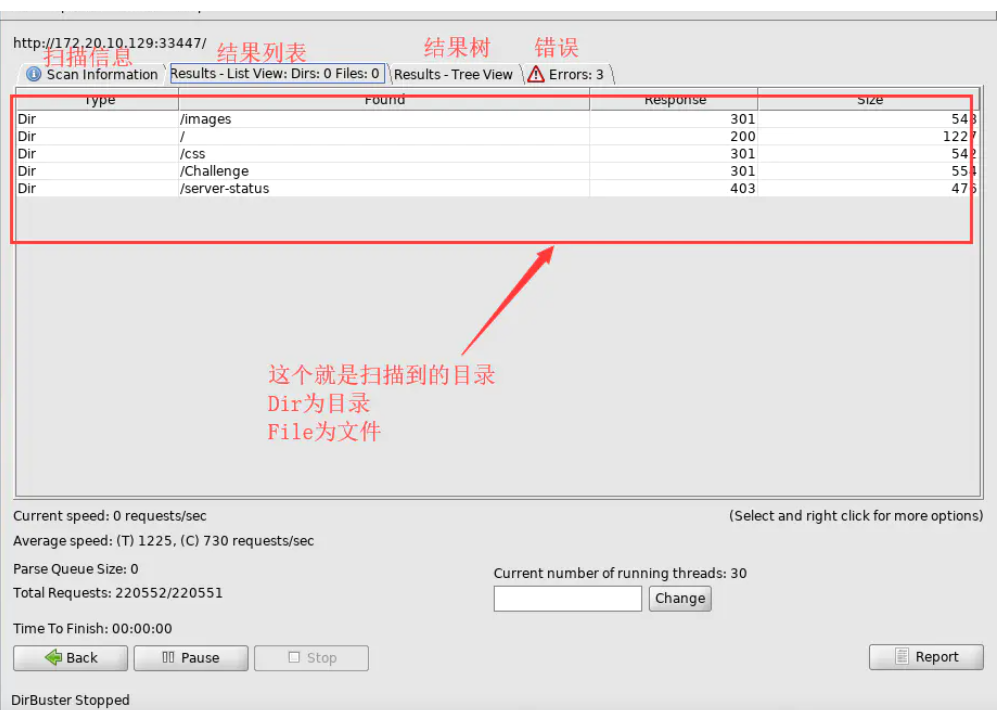 http://172.20.10.129:33447/
扫描信息 结果列表 结果树 错误
Scan Information Results - List View: Dirs: 0 Files: 0 Results - Tree View Errors: 3
Type Found Response Size
Dir /images 301 543
Dir / 200 1227
Dir /css 301 542
Dir /Challenge 301 554
Dir /server-status 403 476
这个就是扫描到的目录
Dir为目录
File为文件
Current speed: 0 requests/sec (Select and right click for more options)
Average speed: (T) 1225, (C) 730 requests/sec
Parse Queue Size: 0
Current number of running threads: 30
Total Requests: 220552/220551
Change
Time To Finish: 00:00:00
Back Pause Stop Report
DirBuster Stopped